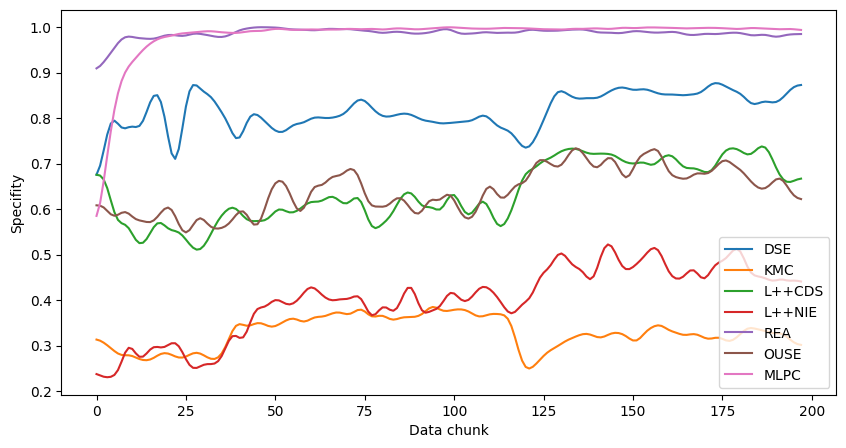 1.0
0.9
0.8
0.7
0.6
0.5
0.4
0.3
0.2
Specifity
0
25
50
75
100
125
150
175
200
Data chunk
DSE
KMC
L++CDS
L++NIE
REA
OUSE
MLPC